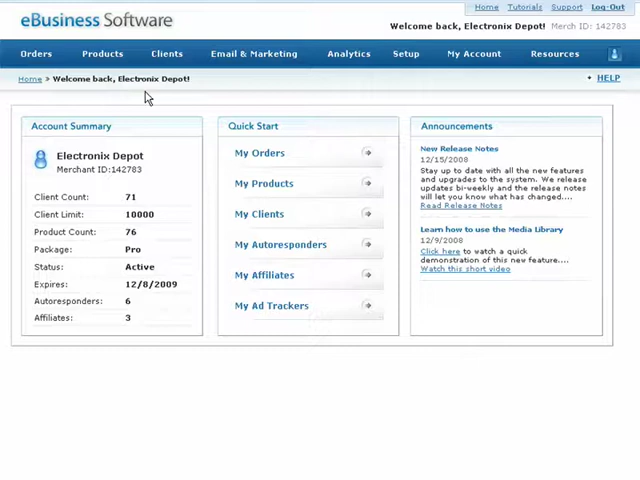 Home Tutorials Support Log-Out
eBusiness Software
Welcome back, Electronix Depot! Merch ID: 142783
Orders Products Clients Email & Marketing Analytics Setup My Account Resources
Home » Welcome back, Electronix Depot!
HELP
Account Summary
Electronix Depot
Merchant ID:142783
Client Count: 71
Client Limit: 10000
Product Count: 76
Package: Pro
Status: Active
Expires: 12/8/2009
Autoresponders: 6
Affiliates: 3
Quick Start
My Orders
My Products
My Clients
My Autoresponders
My Affiliates
My Ad Trackers
Announcements
New Release Notes
12/15/2008
Stay up to date with all the new features
and upgrades to the system. We release
updates bi-weekly and the release notes
will let you know what has changed....
Read Release Notes
Learn how to use the Media Library
12/9/2008
Click here to watch a quick
demonstration of this new feature....
Watch this short video